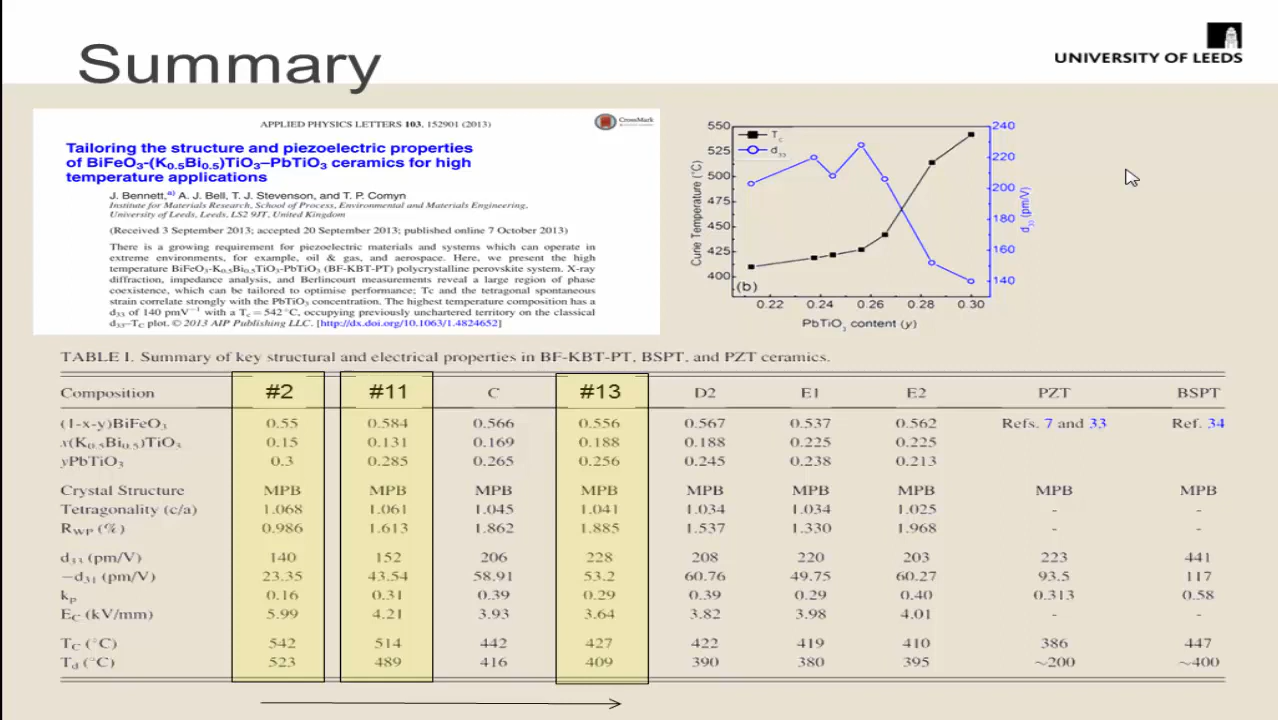 Summary
UNIVERSITY OF LEEDS
APPLIED PHYSICS LETTERS 103, 152901 (2013)
CrossMark
Tailoring the structure and piezoelectric properties
of BiFeO3-(K0.5Bi0.5)TiO3–PbTiO3 ceramics for high
temperature applications
J. Bennett,a) A. J. Bell, T. J. Stevenson, and T. P. Comyn
Institute for Materials Research, School of Process, Environmental and Materials Engineering,
University of Leeds, Leeds, LS2 9JT, United Kingdom
(Received 3 September 2013; accepted 20 September 2013; published online 7 October 2013)
There is a growing requirement for piezoelectric materials and systems which can operate in
extreme environments, for example, oil & gas, and aerospace. Here, we present the high
temperature BiFeO3-K0.5Bi0.5TiO3-PbTiO3 (BF-KBT-PT) polycrystalline perovskite system. X-ray
diffraction, impedance analysis, and Berlincourt measurements reveal a large region of phase
coexistence, which can be tailored to optimise performance; Tc and the tetragonal spontaneous
strain correlate strongly with the PbTiO3 concentration. The highest temperature composition has a
d33 of 140 pmV−1 with a Tc = 542 °C, occupying previously unchartered territory on the classical
d33–TC plot. © 2013 AIP Publishing LLC. [http://dx.doi.org/10.1063/1.4824652]
Tc
d33
550
525
500
475
450
425
400
Curie Temperature (°C)
240
220
200
180
160
140
d33 (pm/V)
(b)
0.22 0.24 0.26 0.28 0.30
PbTiO3 content (y)
TABLE I. Summary of key structural and electrical properties in BF-KBT-PT, BSPT, and PZT ceramics.
Composition #2 #11 C #13 D2 E1 E2 PZT BSPT
(1-x-y)BiFeO3 0.55 0.584 0.566 0.556 0.567 0.537 0.562 Refs. 7 and 33 Ref. 34
x(K0.5Bi0.5)TiO3 0.15 0.131 0.169 0.188 0.188 0.225 0.225
yPbTiO3 0.3 0.285 0.265 0.256 0.245 0.238 0.213
Crystal Structure MPB MPB MPB MPB MPB MPB MPB MPB MPB
Tetragonality (c/a) 1.068 1.061 1.045 1.041 1.034 1.034 1.025 - -
RWP (%) 0.986 1.613 1.862 1.885 1.537 1.330 1.968 - -
d33 (pm/V) 140 152 206 228 208 220 203 223 441
−d31 (pm/V) 23.35 43.54 58.91 53.2 60.76 49.75 60.27 93.5 117
kp 0.16 0.31 0.39 0.29 0.39 0.29 0.40 0.313 0.58
EC (kV/mm) 5.99 4.21 3.93 3.64 3.82 3.98 4.01 - -
TC (°C) 542 514 442 427 422 419 410 386 447
Td (°C) 523 489 416 409 390 380 395 ~200 ~400